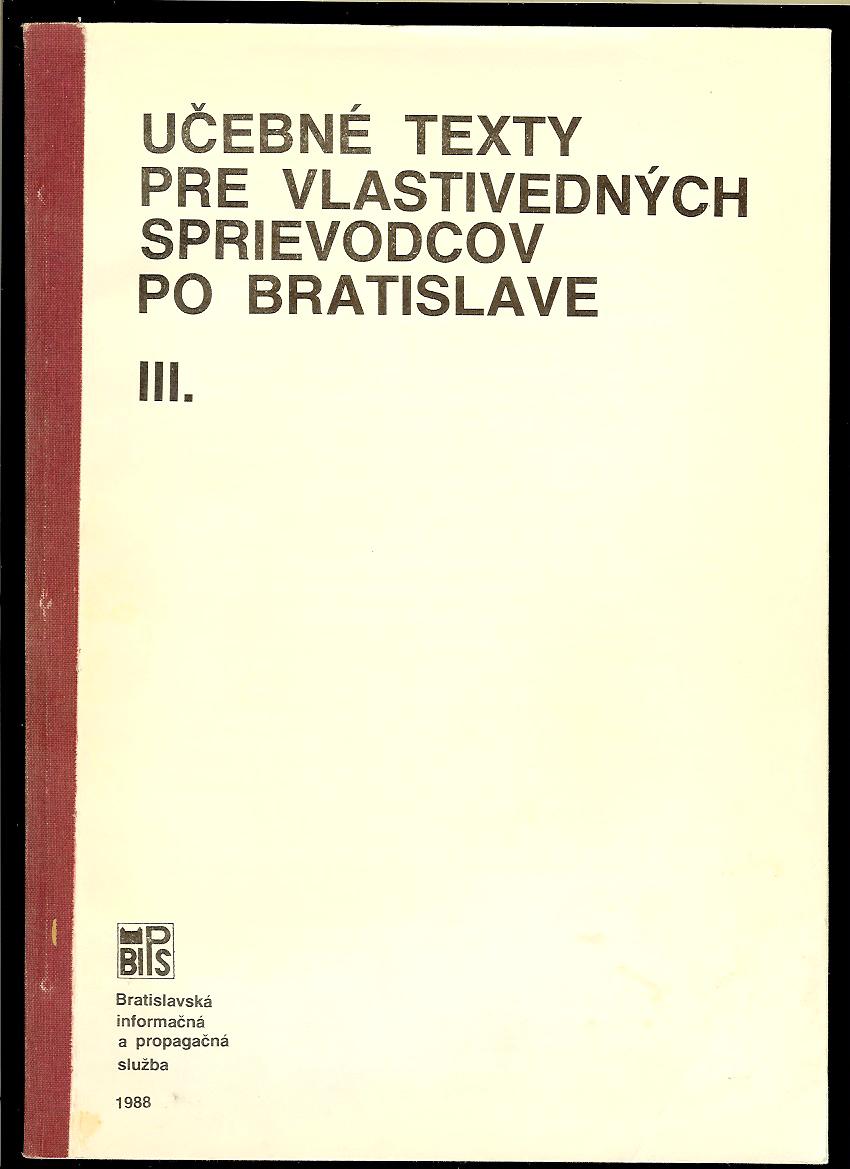 UČEBNÉ TEXTY
PRE VLASTIVEDNÝCH
SPRIEVODCOV
PO BRATISLAVE
III.
BIPS
Bratislavská
informačná
a propagačná
služba
1988